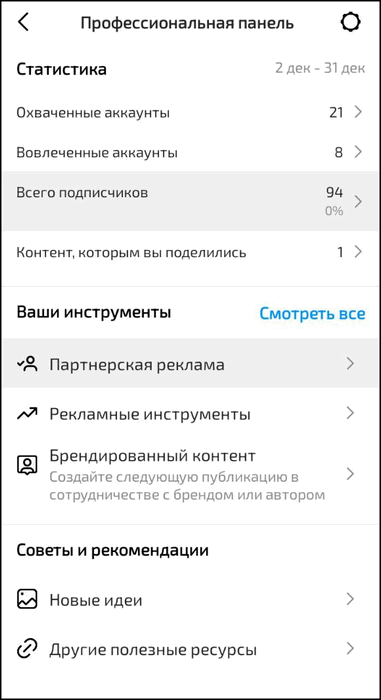 Профессиональная панель
Статистика 2 дек - 31 дек
Охваченные аккаунты 21
Вовлеченные аккаунты 8
Всего подписчиков 94
0%
Контент, которым вы поделились 1
Ваши инструменты Смотреть все
Партнерская реклама
Рекламные инструменты
Брендированный контент
Создайте следующую публикацию в
сотрудничестве с брендом или автором
Советы и рекомендации
Новые идеи
Другие полезные ресурсы